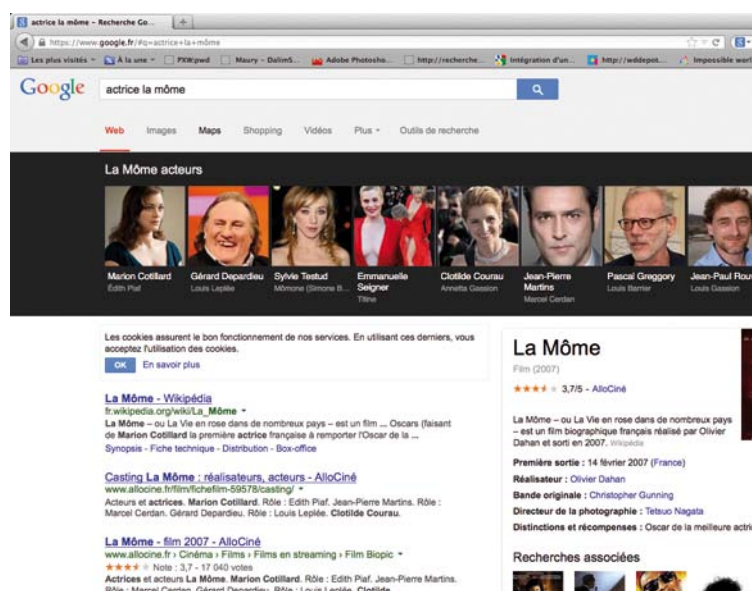 actrice la môme - Recherche Go...
https://www.google.fr/#q=actrice+la+môme
Les plus visités
À la une
PXW:pwd
Maury - DalimS...
Adobe Photosho...
http://recherche...
Intégration d'un...
http://wddepot...
Impossible worl
Google
actrice la môme
Web Images Maps Shopping Vidéos Plus Outils de recherche
La Môme acteurs
Marion Cotillard
Édith Piaf
Gérard Depardieu
Louis Leplée
Sylvie Testud
Mômone (Simone B...
Emmanuelle
Seigner
Titine
Clotilde Courau
Annetta Gassion
Jean-Pierre
Martins
Marcel Cerdan
Pascal Greggory
Louis Barrier
Jean-Paul Rou
Louis Gassion
Les cookies assurent le bon fonctionnement de nos services. En utilisant ces derniers, vous
acceptez l'utilisation des cookies.
OK En savoir plus
La Môme - Wikipédia
fr.wikipedia.org/wiki/La_Môme
La Môme – ou La Vie en rose dans de nombreux pays – est un film ... Oscars (faisant
de Marion Cotillard la première actrice française à remporter l'Oscar de la ...
Synopsis - Fiche technique - Distribution - Box-office
Casting La Môme : réalisateurs, acteurs - AlloCiné
www.allocine.fr/film/fichefilm-59578/casting/
Acteurs et actrices. Marion Cotillard. Rôle : Edith Piaf. Jean-Pierre Martins. Rôle :
Marcel Cerdan. Gérard Depardieu. Rôle : Louis Leplée. Clotilde Courau.
La Môme - film 2007 - AlloCiné
www.allocine.fr › Cinéma › Films › Films en streaming › Film Biopic
Note : 3,7 - 17 040 votes
Actrices et acteurs La Môme. Marion Cotillard. Rôle : Edith Piaf. Jean-Pierre Martins.
Rôle : Marcel Cerdan. Gérard Depardieu. Rôle : Louis Leplée. Clotilde
La Môme
Film (2007)
3,7/5 - AlloCiné
La Môme – ou La Vie en rose dans de nombreux pays
– est un film biographique français réalisé par Olivier
Dahan et sorti en 2007. Wikipédia
Première sortie : 14 février 2007 (France)
Réalisateur : Olivier Dahan
Bande originale : Christopher Gunning
Directeur de la photographie : Tetsuo Nagata
Distinctions et récompenses : Oscar de la meilleure actri
Recherches associées